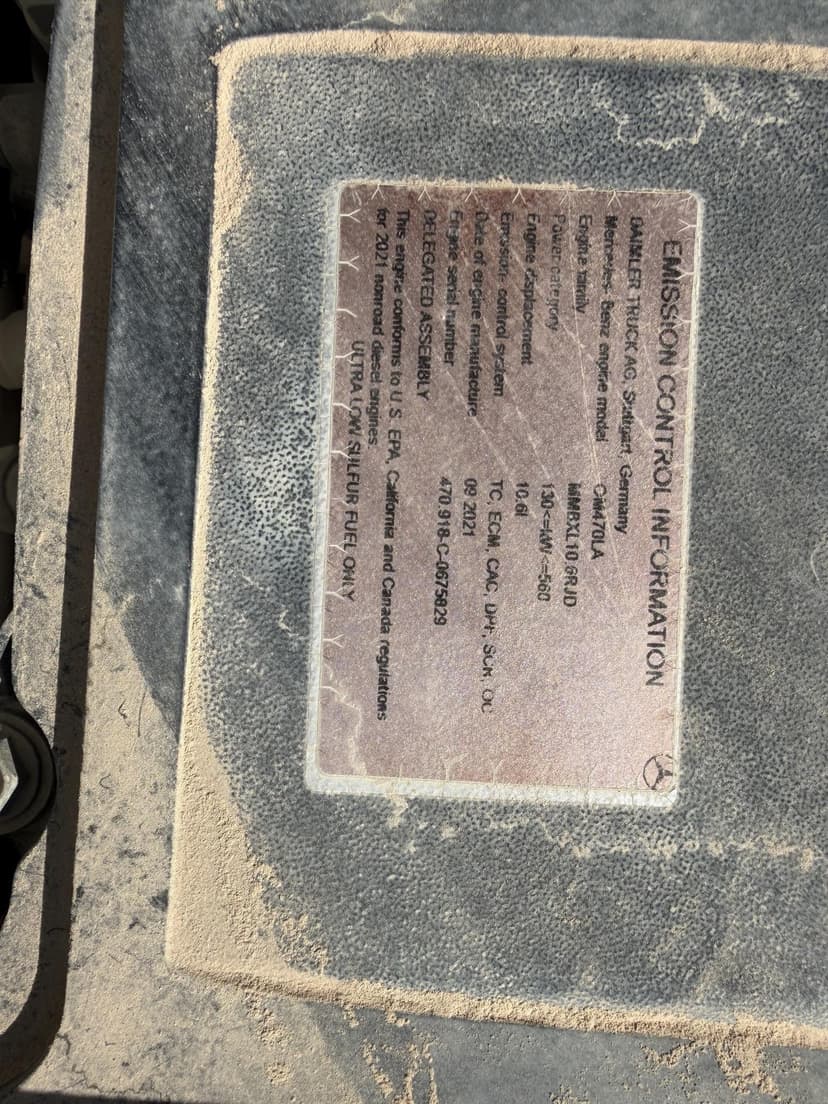 EMISSION CONTROL INFORMATION
DAIMLER TRUCK AG, Stuttgart, Germany
Mercedes-Benz engine model OM470LA
Engine family MMBXL10.6RJD
Power category 130<=kW<=560
Engine displacement 10.6l
Emission control system TC, ECM, CAC, DPF, SCR, OC
Date of engine manufacture 09.2021
Engine serial number 470.918-C-0675829
DELEGATED ASSEMBLY
This engine conforms to U.S. EPA, California and Canada regulations
for 2021 nonroad diesel engines.
ULTRA LOW SULFUR FUEL ONLY